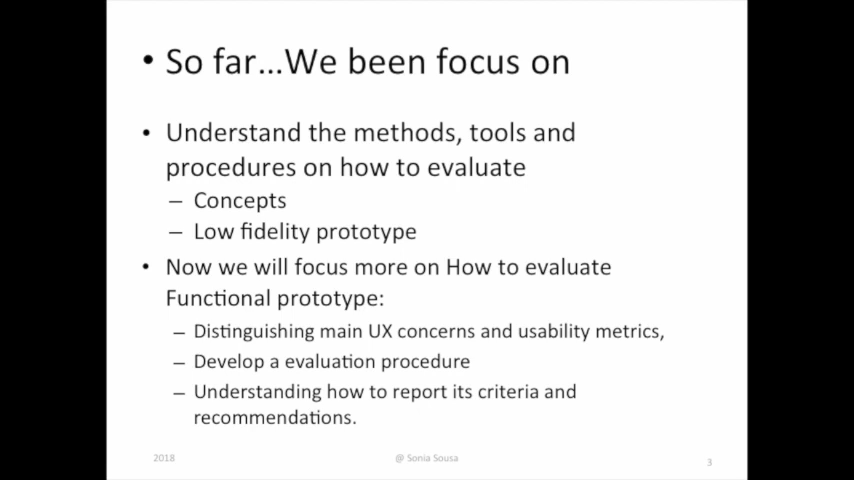 • So far...We been focus on
• Understand the methods, tools and
procedures on how to evaluate
– Concepts
– Low fidelity prototype
• Now we will focus more on How to evaluate
Functional prototype:
– Distinguishing main UX concerns and usability metrics,
– Develop a evaluation procedure
– Understanding how to report its criteria and
recommendations.
2018 @ Sonia Sousa 3